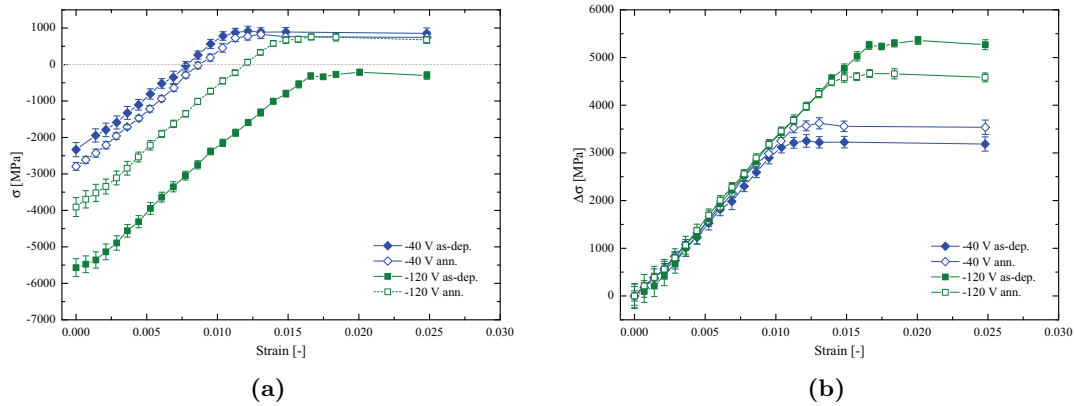 1000
0
-1000
-2000
-3000
-4000
-5000
-6000
-7000
σ [MPa]
-40 V as-dep.
-40 V ann.
-120 V as-dep.
-120 V ann.
0.000 0.005 0.010 0.015 0.020 0.025 0.030
Strain [-]
(a)
6000
5000
4000
3000
2000
1000
0
Δσ [MPa]
-40 V as-dep.
-40 V ann.
-120 V as-dep.
-120 V ann.
0.000 0.005 0.010 0.015 0.020 0.025 0.030
Strain [-]
(b)